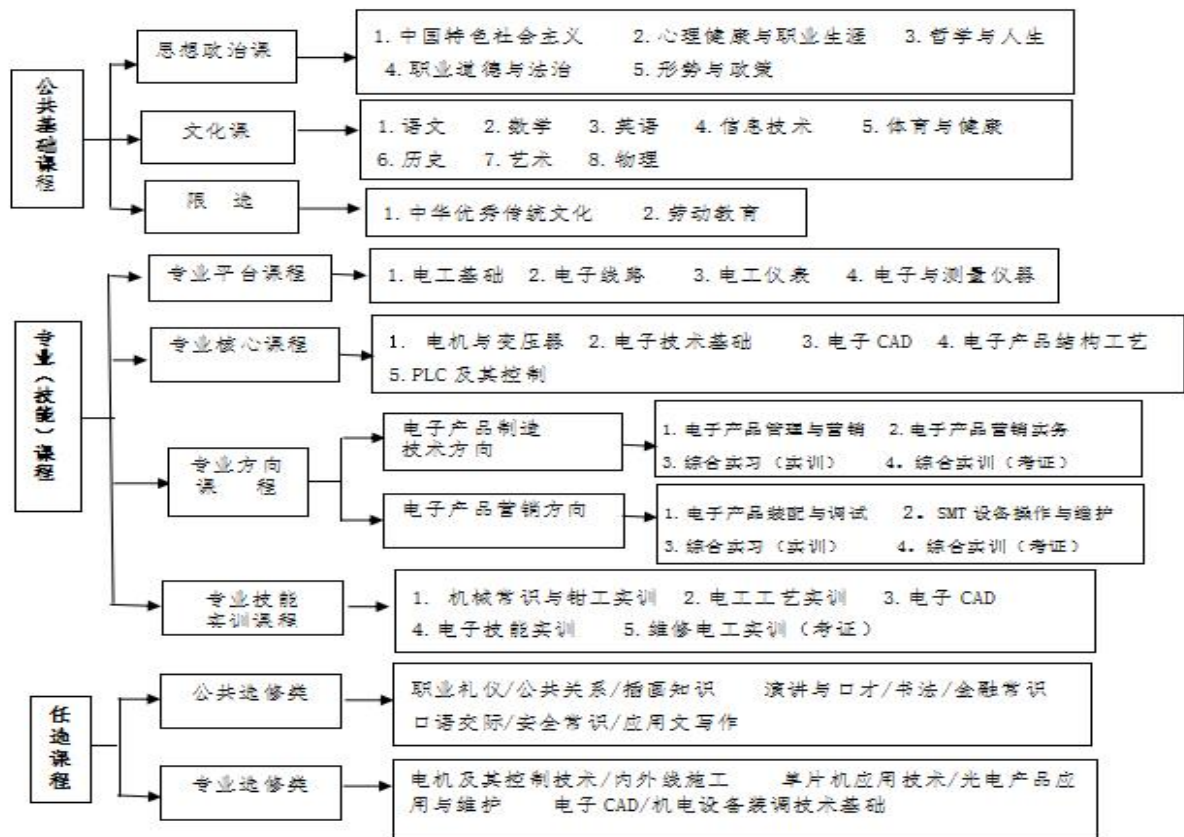 公共基础课程
思想政治课
1. 中国特色社会主义 2. 心理健康与职业生涯 3. 哲学与人生
4. 职业道德与法治 5. 形势与政策
文化课
1. 语文 2. 数学 3. 英语 4. 信息技术 5. 体育与健康
6. 历史 7. 艺术 8. 物理
限 选
1. 中华优秀传统文化 2. 劳动教育
专业（技能）课程
专业平台课程
1. 电工基础 2. 电子线路 3. 电工仪表 4. 电子与测量仪器
专业核心课程
1. 电机与变压器 2. 电子技术基础 3. 电子 CAD 4. 电子产品结构工艺
5. PLC 及其控制
专业方向
课 程
电子产品制造
技术方向
1. 电子产品管理与营销 2. 电子产品营销实务
3. 综合实习（实训） 4. 综合实训（考证）
电子产品营销方向
1. 电子产品装配与调试 2. SMT 设备操作与维护
3. 综合实习（实训） 4. 综合实训（考证）
专业技能
实训课程
1. 机械常识与钳工实训 2. 电工工艺实训 3. 电子 CAD
4. 电子技能实训 5. 维修电工实训（考证）
任选课程
公共选修类
职业礼仪/公共关系/插画知识 演讲与口才/书法/金融常识
口语交际/安全常识/应用文写作
专业选修类
电机及其控制技术/内外线施工 单片机应用技术/光电产品应
用与维护 电子 CAD/机电设备装调技术基础